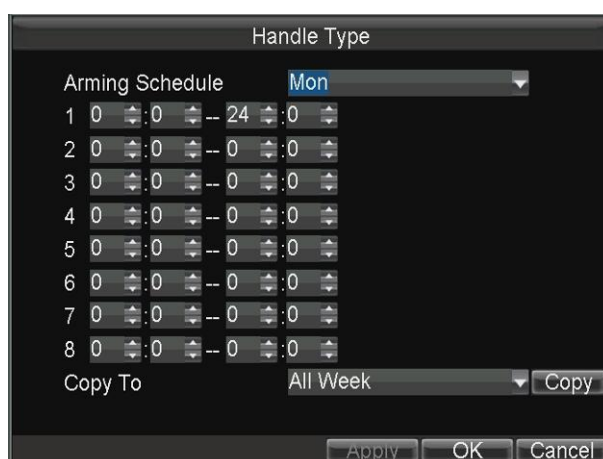 Handle Type
Arming Schedule Mon
1 0 :0 -- 24 :0
2 0 :0 -- 0 :0
3 0 :0 -- 0 :0
4 0 :0 -- 0 :0
5 0 :0 -- 0 :0
6 0 :0 -- 0 :0
7 0 :0 -- 0 :0
8 0 :0 -- 0 :0
Copy To All Week Copy
Apply OK Cancel